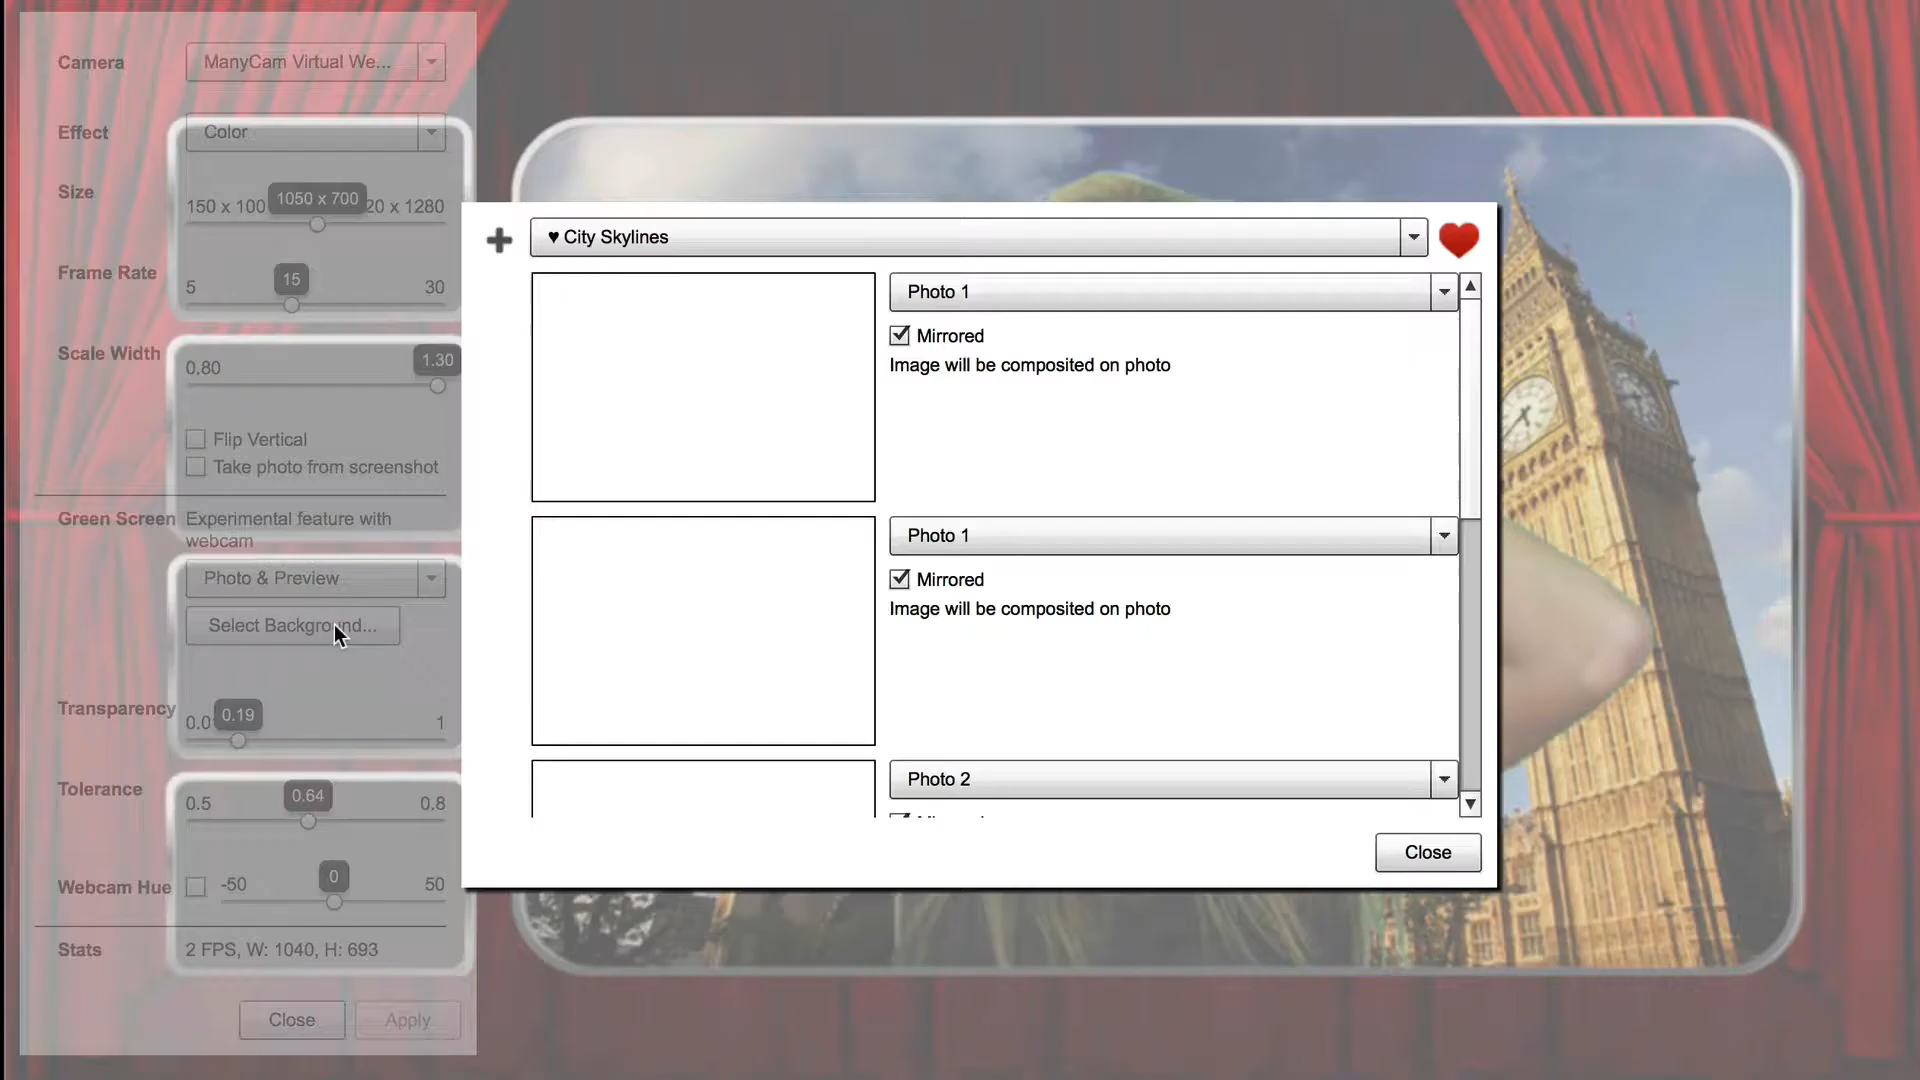 Camera
ManyCam Virtual We...
Effect
Color
Size
150 x 100
1050 x 700
20 x 1280
Frame Rate
5
15
30
Scale Width
0.80
1.30
Flip Vertical
Take photo from screenshot
Green Screen
Experimental feature with
webcam
Photo & Preview
Select Background...
Transparency
0.0
0.19
1
Tolerance
0.5
0.64
0.8
Webcam Hue
-50
0
50
Stats
2 FPS, W: 1040, H: 693
Close
Apply
♥ City Skylines
Photo 1
Mirrored
Image will be composited on photo
Photo 1
Mirrored
Image will be composited on photo
Photo 2
Close